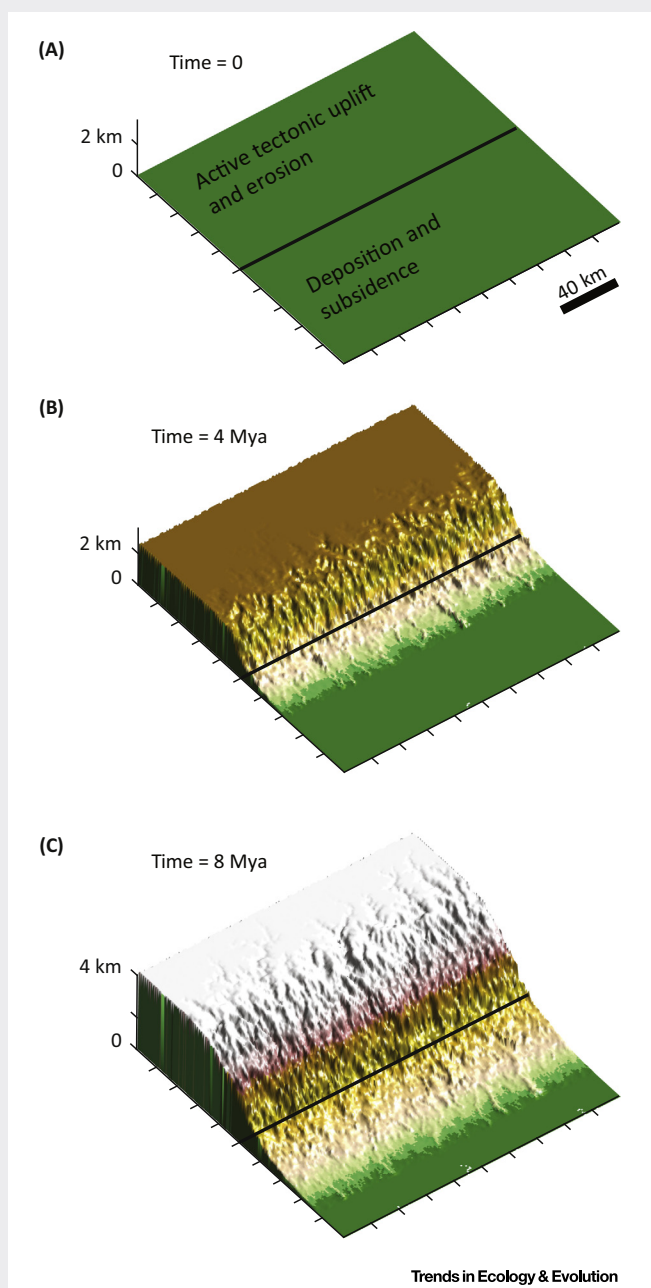 (A)
Time = 0
2 km
0
Active tectonic uplift
and erosion
Deposition and
subsidence
40 km
(B)
Time = 4 Mya
2 km
0
(C)
Time = 8 Mya
4 km
0
Trends in Ecology & Evolution